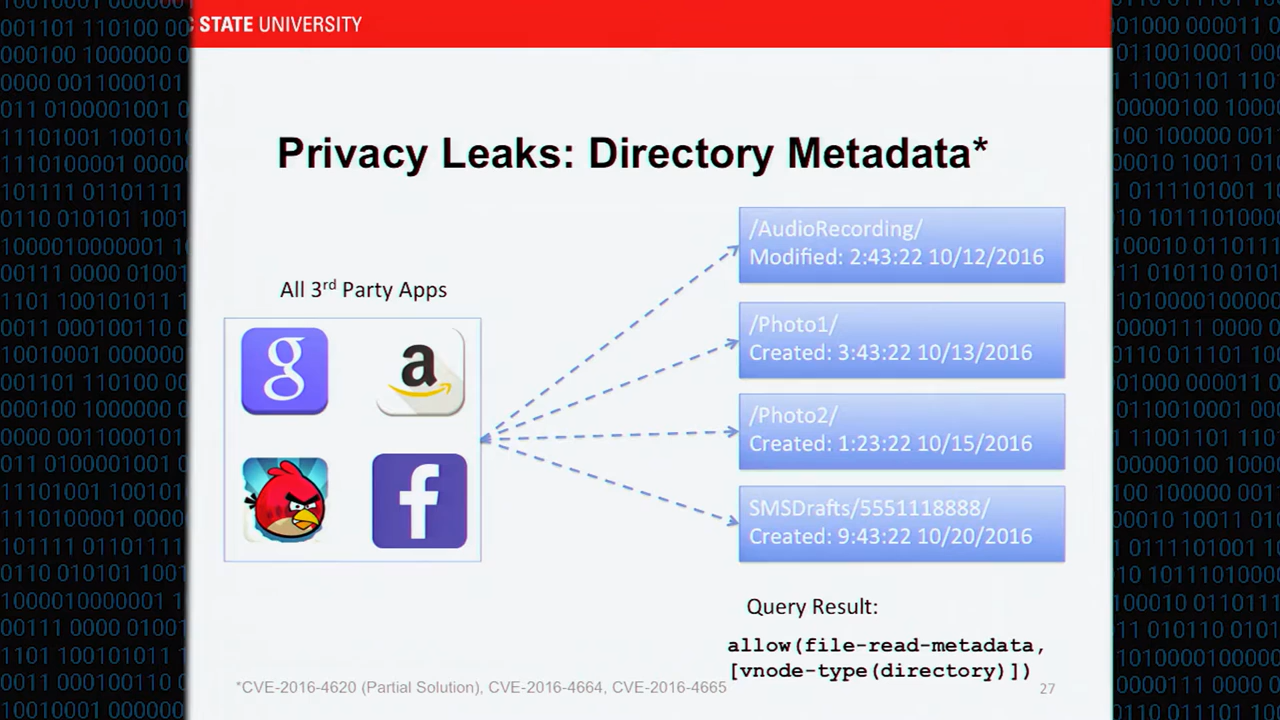 STATE UNIVERSITY
Privacy Leaks: Directory Metadata*
All 3rd Party Apps
g
a
f
/AudioRecording/
Modified: 2:43:22 10/12/2016
/Photo1/
Created: 3:43:22 10/13/2016
/Photo2/
Created: 1:23:22 10/15/2016
SMSDrafts/5551118888/
Created: 9:43:22 10/20/2016
Query Result:
allow(file-read-metadata,
[vnode-type(directory)])
*CVE-2016-4620 (Partial Solution), CVE-2016-4664, CVE-2016-4665
27